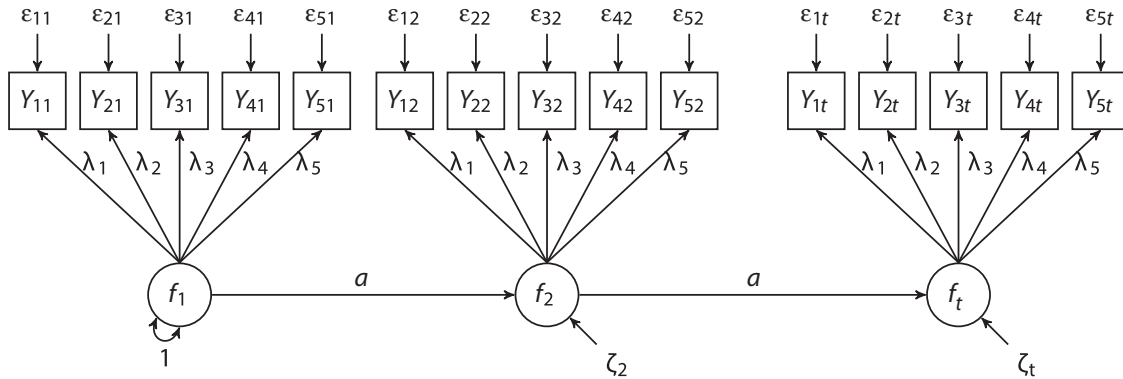 ε11 ε21 ε31 ε41 ε51 ε12 ε22 ε32 ε42 ε52 ε1t ε2t ε3t ε4t ε5t
Y11 Y21 Y31 Y41 Y51 Y12 Y22 Y32 Y42 Y52 Y1t Y2t Y3t Y4t Y5t
λ1 λ2 λ3 λ4 λ5 λ1 λ2 λ3 λ4 λ5 λ1 λ2 λ3 λ4 λ5
a a
f1 f2 ft
1 ζ2 ζt